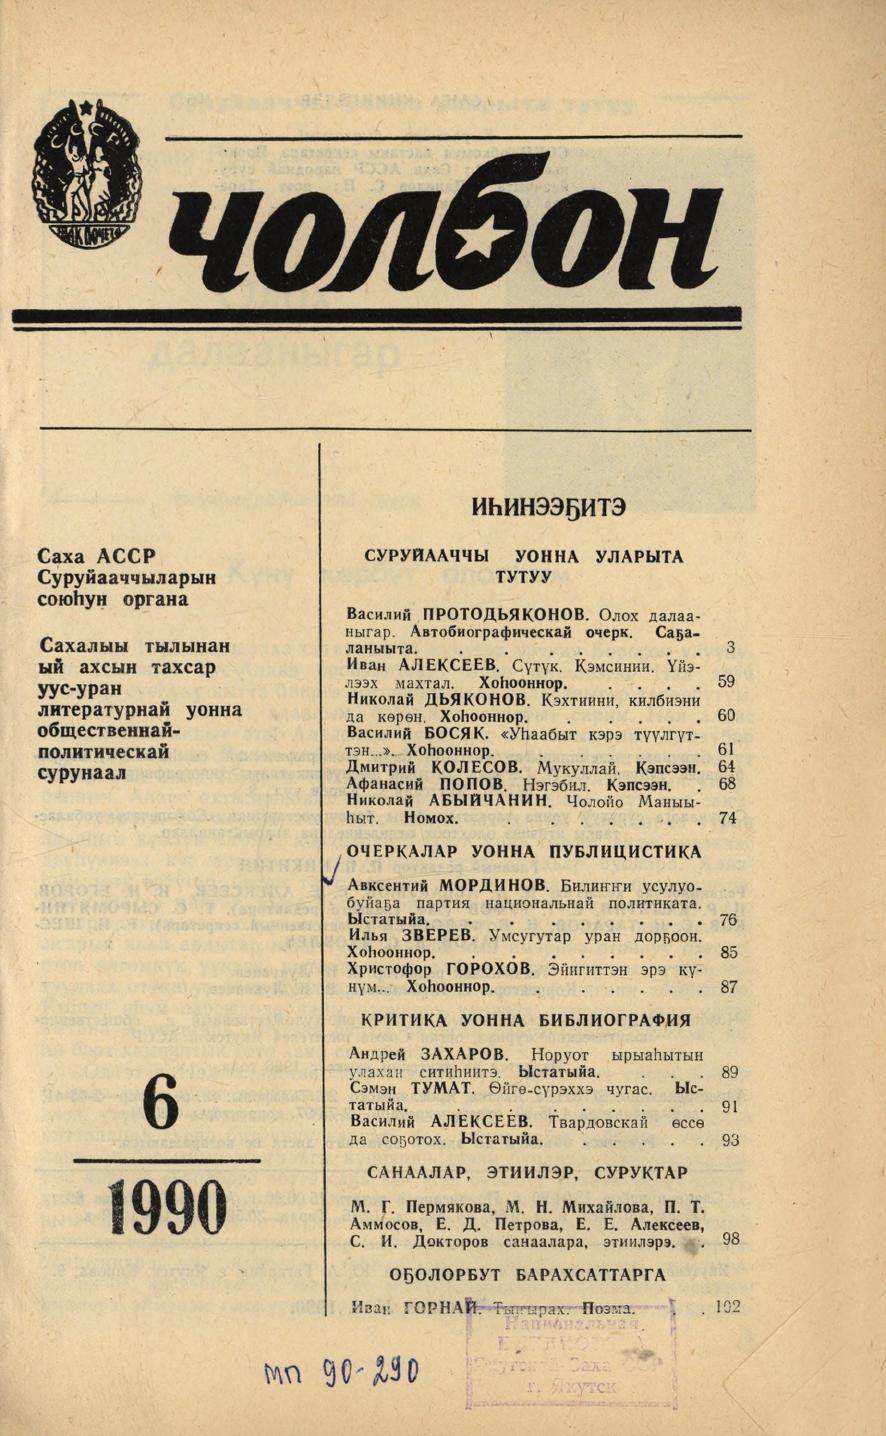 СССР
ЗНАК ПОЧЕТА
чолбон
Саха АССР
Суруйааччыларын
союһун органа
Сахалыы тылынан
ый ахсын тахсар
уус-уран
литературнай уонна
общественнай-
политическай
сурунаал
6
1990
ИҺИНЭЭҔИТЭ
СУРУЙААЧЧЫ УОННА УЛАРЫТА
ТУТУУ
Василий ПРОТОДЬЯКОНОВ. Олох далаа-
ныгар. Автобиографическай очерк. Саҕа-
ланыыта. . . . . . . . 3
Иван АЛЕКСЕЕВ. Сүтүк. Кэмсинии. Үйэ-
лээх махтал. Хоһооннор. . . . . 59
Николай ДЬЯКОНОВ. Кэхтиини, килбиэни
да көрөн. Хоһооннор. . . . . . 60
Василий БОСЯК. «Уһаабыт кэрэ түүлгүт-
тэн...». Хоһооннор. . . . . . . 61
Дмитрий КОЛЕСОВ. Мукуллай. Кэпсээн. 64
Афанасий ПОПОВ. Нэгэбил. Кэпсээн. . 68
Николай АБЫЙЧАНИН. Чолойо Маныы-
һыт. Номох. . . . . . . . 74
ОЧЕРКАЛАР УОННА ПУБЛИЦИСТИКА
Авксентий МОРДИНОВ. Билиҥҥи усулуо-
буйаҕа партия национальнай политиката.
Ыстатыйа. . . . . . . . 76
Илья ЗВЕРЕВ. Умсугутар уран дорҕоон.
Хоһооннор. . . . . . . . 85
Христофор ГОРОХОВ. Эйигиттэн эрэ кү-
нүм... Хоһооннор. . . . . . 87
КРИТИКА УОННА БИБЛИОГРАФИЯ
Андрей ЗАХАРОВ. Норуот ырыаһытын
улахан ситиһиитэ. Ыстатыйа. . . . 89
Сэмэн ТУМАТ. Өйгө-сүрэххэ чугас. Ыс-
татыйа. . . . . . . . . 91
Василий АЛЕКСЕЕВ. Твардовскай өссө
да соҕотох. Ыстатыйа. . . . . . 93
САНААЛАР, ЭТИИЛЭР, СУРУКТАР
М. Г. Пермякова, М. Н. Михайлова, П. Т.
Аммосов, Е. Д. Петрова, Е. Е. Алексеев,
С. И. Докторов санаалара, этиилэрэ. . 98
ОҔОЛОРБУТ БАРАХСАТТАРГА
Иван ГОРНАЙ. Тыҥырах. Поэма. . . 102
Национальная
г. Якутск
мп 90-290